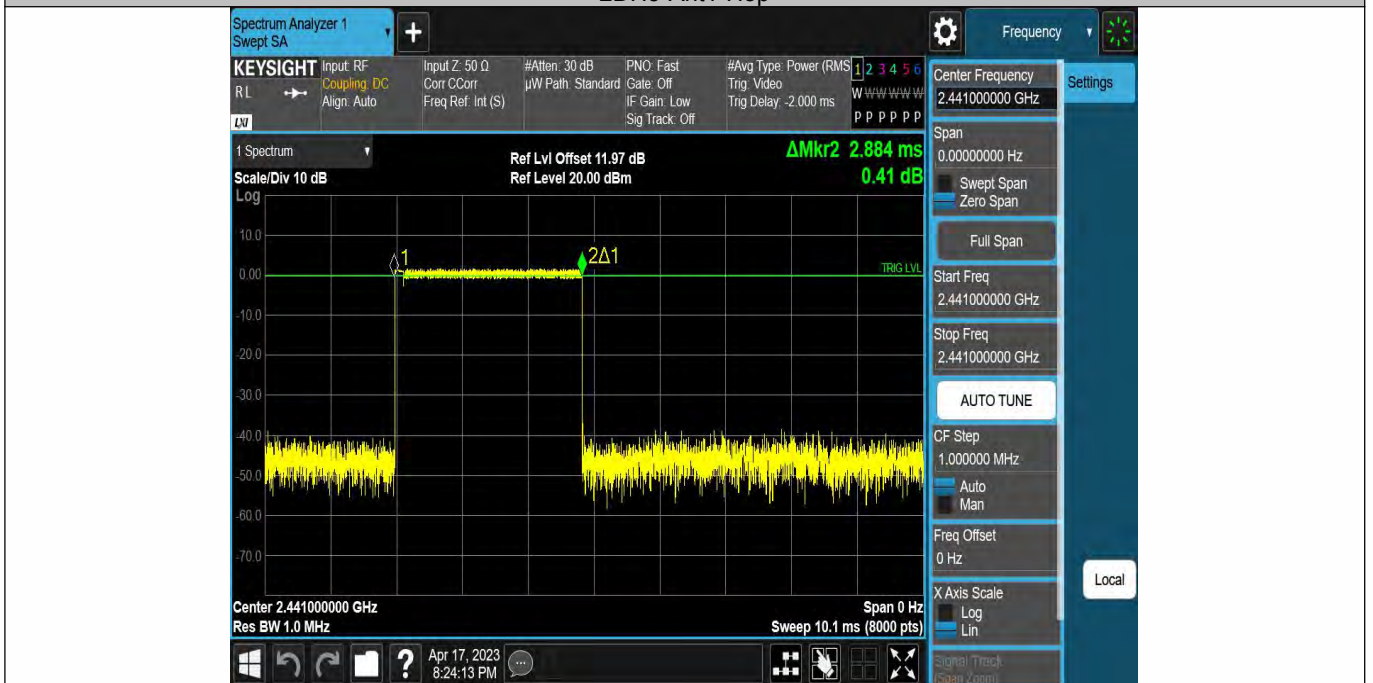 Spectrum Analyzer 1
Swept SA
Frequency
KEYSIGHT
RL
LXI
Input: RF
Coupling: DC
Align: Auto
Input Z: 50 Ω
Corr CCorr
Freq Ref: Int (S)
#Atten: 30 dB
µW Path: Standard
PNO: Fast
Gate: Off
IF Gain: Low
Sig Track: Off
#Avg Type: Power (RMS
Trig: Video
Trig Delay: -2.000 ms
1 2 3 4 5 6
W W W W W W
P P P P P P
1 Spectrum
Scale/Div 10 dB
Ref Lvl Offset 11.97 dB
Ref Level 20.00 dBm
ΔMkr2 2.884 ms
0.41 dB
Log
10.0
0.00
-10.0
-20.0
-30.0
-40.0
-50.0
-60.0
-70.0
1
2Δ1
TRIG LVL
Center 2.441000000 GHz
Res BW 1.0 MHz
Span 0 Hz
Sweep 10.1 ms (8000 pts)
Center Frequency
2.441000000 GHz
Settings
Span
0.00000000 Hz
Swept Span
Zero Span
Full Span
Start Freq
2.441000000 GHz
Stop Freq
2.441000000 GHz
AUTO TUNE
CF Step
1.000000 MHz
Auto
Man
Freq Offset
0 Hz
X Axis Scale
Log
Lin
Local
Signal Track
(Span Zoom)
?
Apr 17, 2023
8:24:13 PM